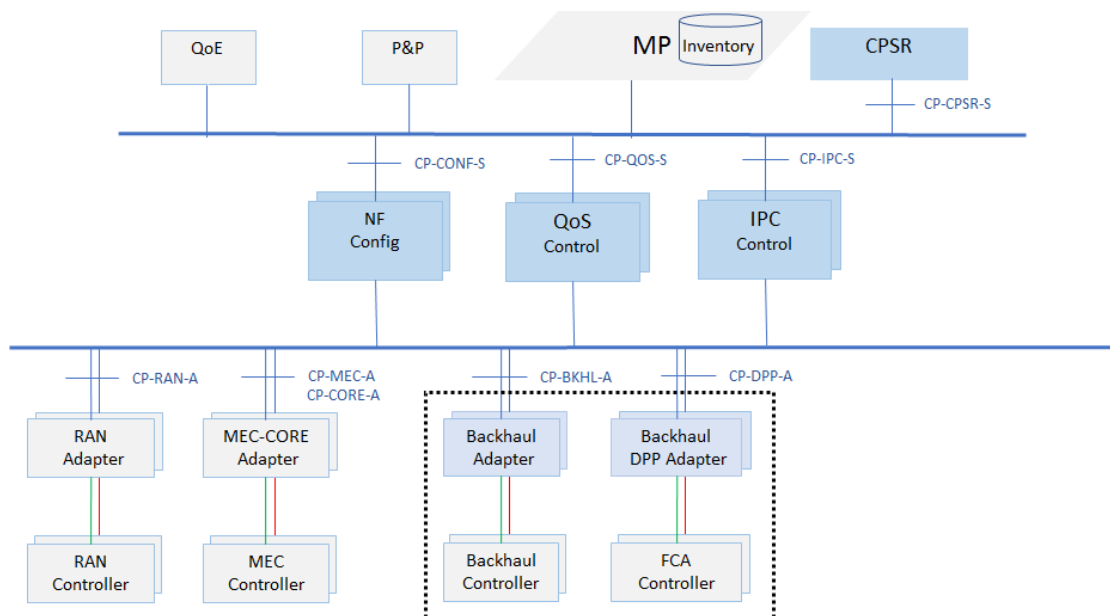 QoE
P&P
MP
Inventory
CPSR
CP-CPSR-S
CP-CONF-S
CP-QOS-S
CP-IPC-S
NF
Config
QoS
Control
IPC
Control
CP-RAN-A
CP-MEC-A
CP-CORE-A
CP-BKHL-A
CP-DPP-A
RAN
Adapter
MEC-CORE
Adapter
Backhaul
Adapter
Backhaul
DPP Adapter
RAN
Controller
MEC
Controller
Backhaul
Controller
FCA
Controller